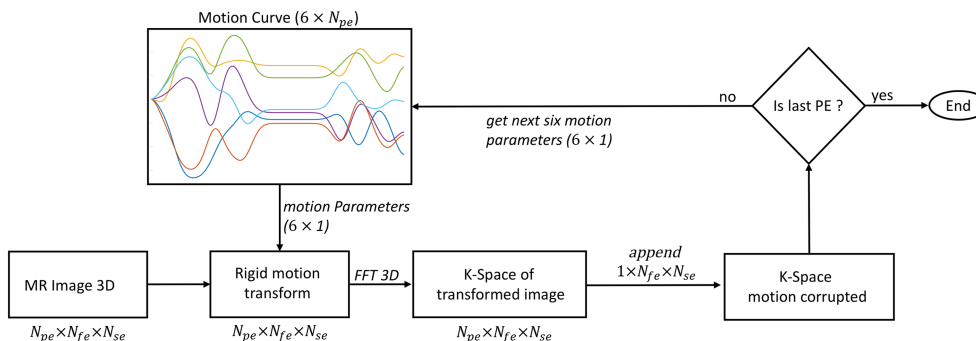 Motion Curve (6 × N_pe)
no
Is last PE ?
yes
End
get next six motion
parameters (6 × 1)
motion Parameters
(6 × 1)
MR Image 3D
Rigid motion
transform
FFT 3D
K-Space of
transformed image
append
1×N_fe×N_se
K-Space
motion corrupted
N_pe×N_fe×N_se
N_pe×N_fe×N_se
N_pe×N_fe×N_se